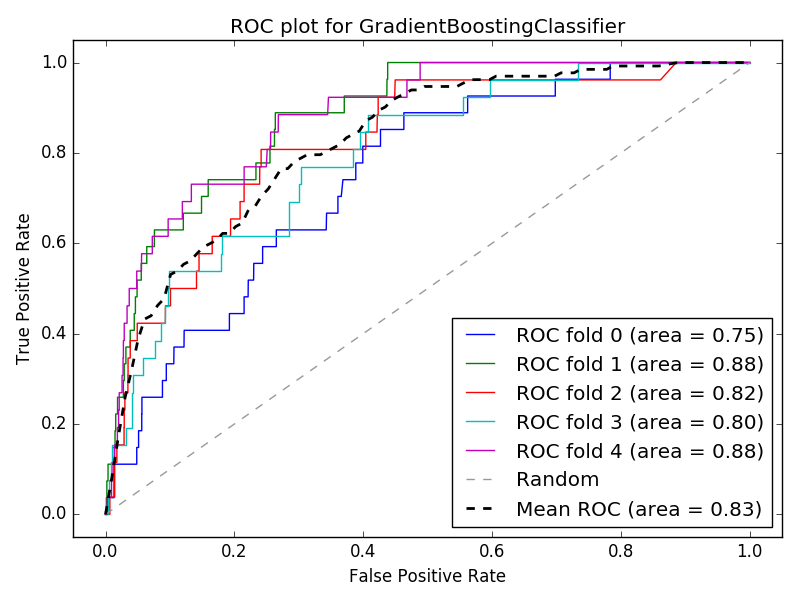 ROC plot for GradientBoostingClassifier
1.0
0.8
0.6
0.4
0.2
0.0
True Positive Rate
ROC fold 0 (area = 0.75)
ROC fold 1 (area = 0.88)
ROC fold 2 (area = 0.82)
ROC fold 3 (area = 0.80)
ROC fold 4 (area = 0.88)
Random
Mean ROC (area = 0.83)
0.0 0.2 0.4 0.6 0.8 1.0
False Positive Rate